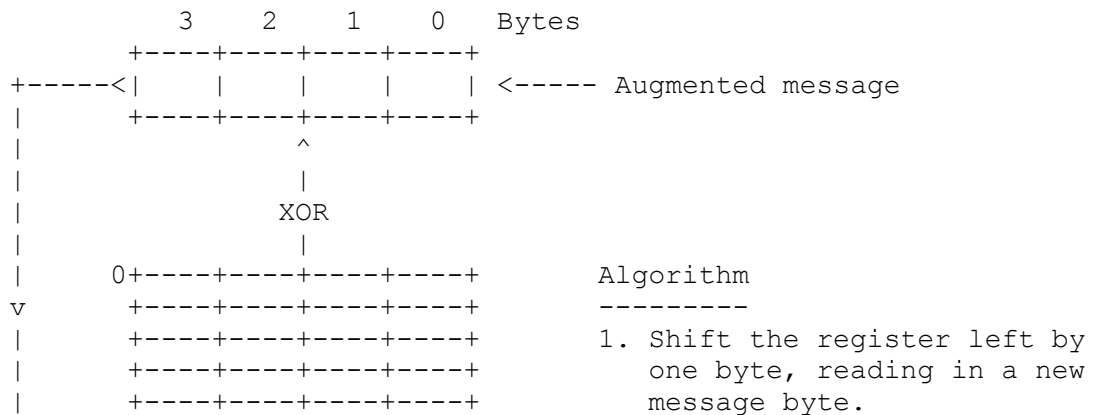 3    2    1    0  Bytes
         +----+----+----+----+
  +-----<|    |    |    |    | <----- Augmented message
  |      +----+----+----+----+
  |                ^
  |                |
  |               XOR
  |                |
  |     0+----+----+----+----+       Algorithm
  v      +----+----+----+----+       ---------
  |      +----+----+----+----+       1. Shift the register left by
  |      +----+----+----+----+          one byte, reading in a new
  |      +----+----+----+----+          message byte.